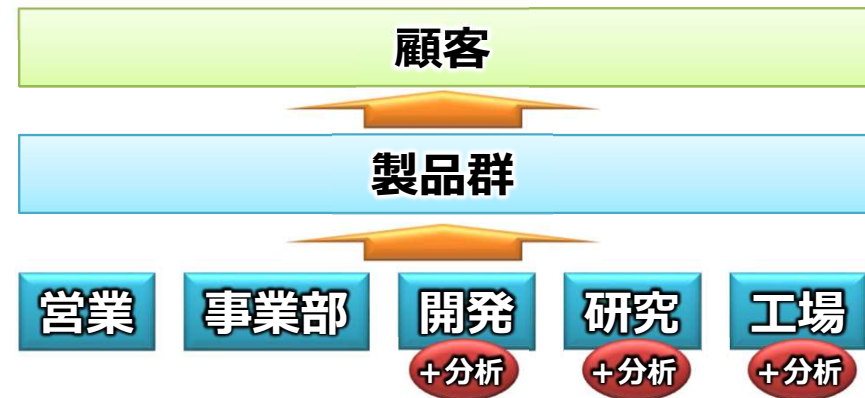 顧客
製品群
営業 事業部 開発 研究 工場
+分析 +分析 +分析